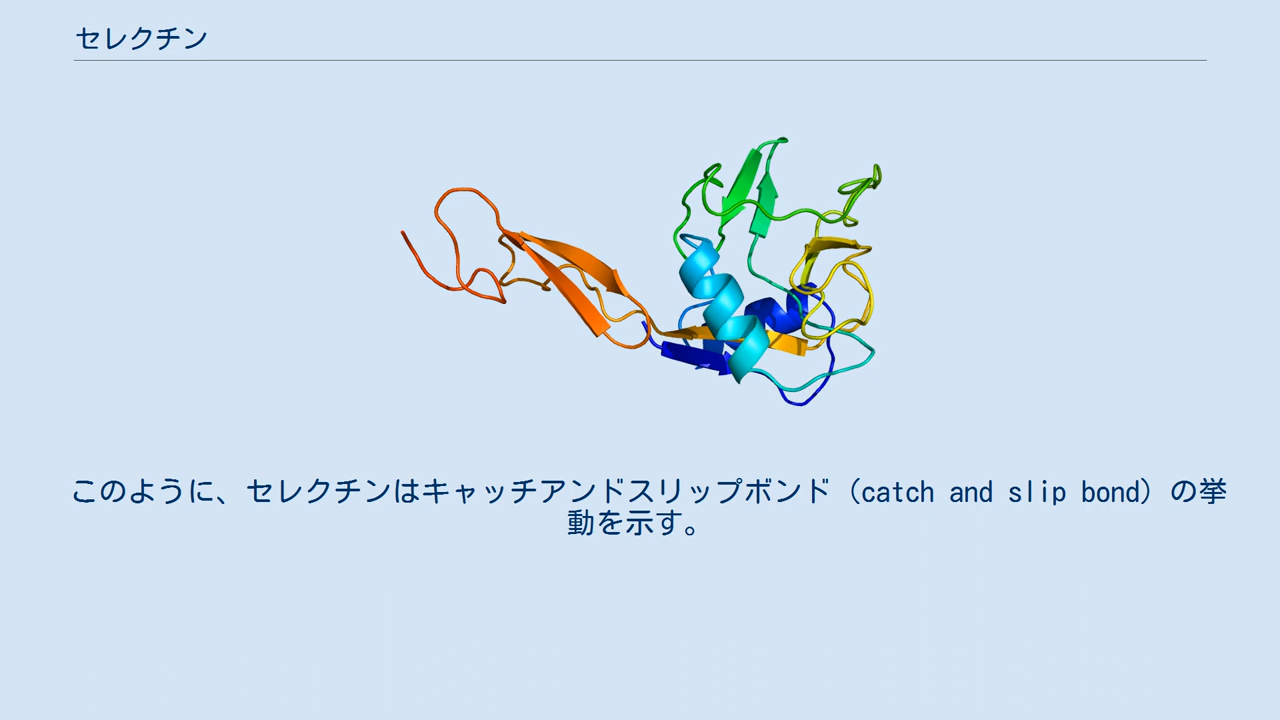 セレクチン
このように、セレクチンはキャッチアンドスリップボンド（catch and slip bond）の挙
動を示す。